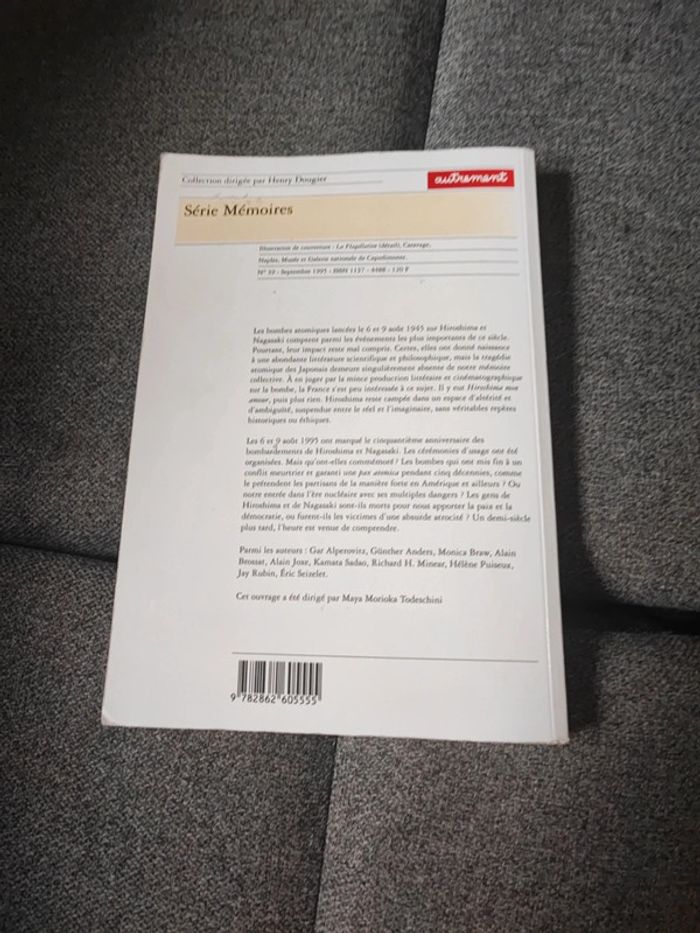 Collection dirigée par Henry Dougier
autrement
Série Mémoires
Illustration de couverture : La Flagellation (détail), Caravage,
Naples, Musée et Galerie nationale de Capodimonte.
N° 39 - Septembre 1995 - ISSN 1157 - 4488 - 120 F
Les bombes atomiques lancées le 6 et 9 août 1945 sur Hiroshima et
Nagasaki comptent parmi les événements les plus importants de ce siècle.
Pourtant, leur impact reste mal compris. Certes, elles ont donné naissance
à une abondante littérature scientifique et philosophique, mais la tragédie
atomique des Japonais demeure singulièrement absente de notre mémoire
collective. À en juger par la mince production littéraire et cinématographique
sur la bombe, la France s'est peu intéressée à ce sujet. Il y eut Hiroshima mon
amour, puis plus rien. Hiroshima reste campée dans un espace d'altérité et
d'ambiguïté, suspendue entre le réel et l'imaginaire, sans véritables repères
historiques ou éthiques.
Les 6 et 9 août 1995 ont marqué le cinquantième anniversaire des
bombardements de Hiroshima et Nagasaki. Les cérémonies d'usage ont été
organisées. Mais qu'ont-elles commémoré ? Les bombes qui ont mis fin à un
conflit meurtrier et garanti une pax atomica pendant cinq décennies, comme
le prétendent les partisans de la manière forte en Amérique et ailleurs ? Ou
notre entrée dans l'ère nucléaire avec ses multiples dangers ? Les gens de
Hiroshima et de Nagasaki sont-ils morts pour nous apporter la paix et la
démocratie, ou furent-ils les victimes d'une absurde atrocité ? Un demi-siècle
plus tard, l'heure est venue de comprendre.
Parmi les auteurs : Gar Alperovitz, Günther Anders, Monica Braw, Alain
Brossat, Alain Joxe, Kamata Sadao, Richard H. Minear, Hélène Puiseux,
Jay Rubin, Éric Seizelet.
Cet ouvrage a été dirigé par Maya Morioka Todeschini
9 782862 605555